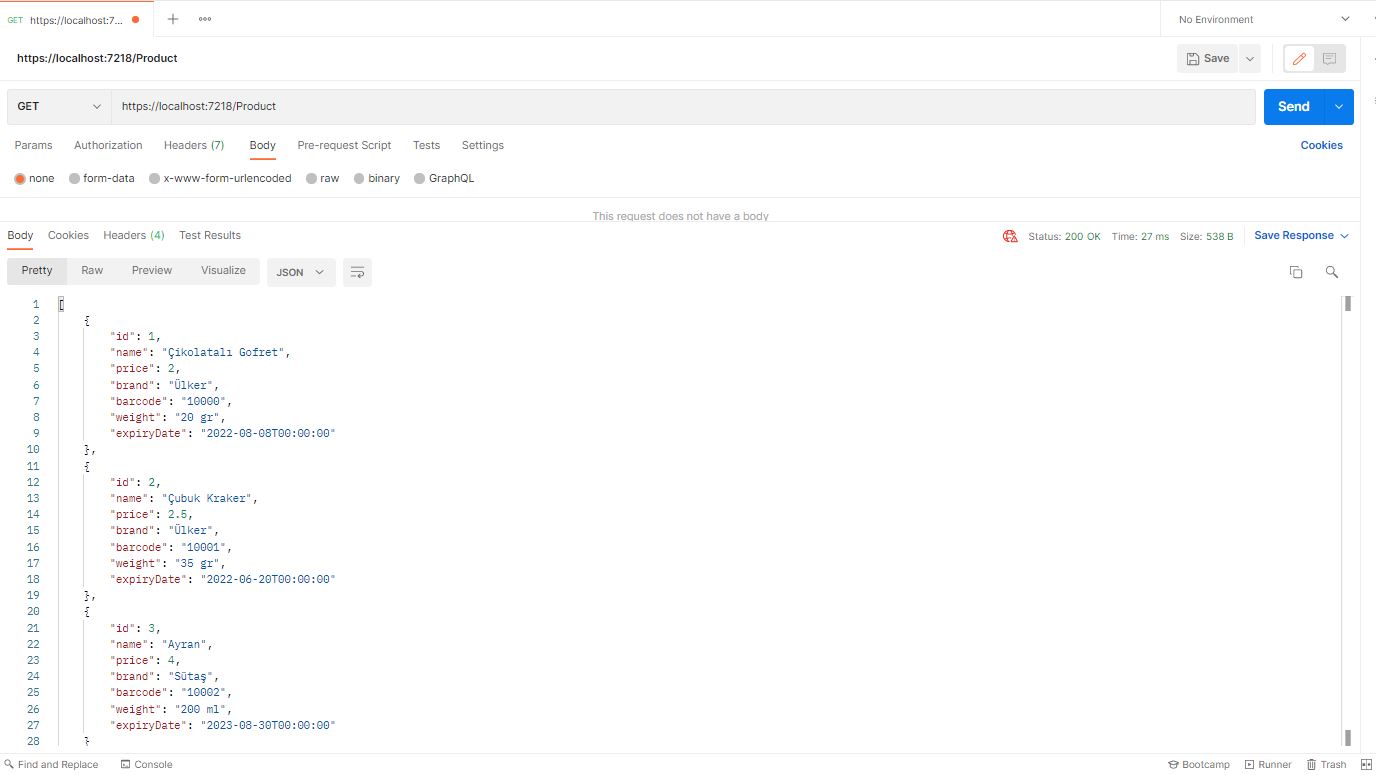 GET https://localhost:7...
No Environment
https://localhost:7218/Product
Save
GET https://localhost:7218/Product
Send
Params Authorization Headers (7) Body Pre-request Script Tests Settings Cookies
none form-data x-www-form-urlencoded raw binary GraphQL
This request does not have a body
Body Cookies Headers (4) Test Results Status: 200 OK Time: 27 ms Size: 538 B Save Response
Pretty Raw Preview Visualize JSON
1 [
2 {
3 "id": 1,
4 "name": "Çikolatalı Gofret",
5 "price": 2,
6 "brand": "Ülker",
7 "barcode": "10000",
8 "weight": "20 gr",
9 "expiryDate": "2022-08-08T00:00:00"
10 },
11 {
12 "id": 2,
13 "name": "Çubuk Kraker",
14 "price": 2.5,
15 "brand": "Ülker",
16 "barcode": "10001",
17 "weight": "35 gr",
18 "expiryDate": "2022-06-20T00:00:00"
19 },
20 {
21 "id": 3,
22 "name": "Ayran",
23 "price": 4,
24 "brand": "Sütaş",
25 "barcode": "10002",
26 "weight": "200 ml",
27 "expiryDate": "2023-08-30T00:00:00"
28 }
Find and Replace Console Bootcamp Runner Trash